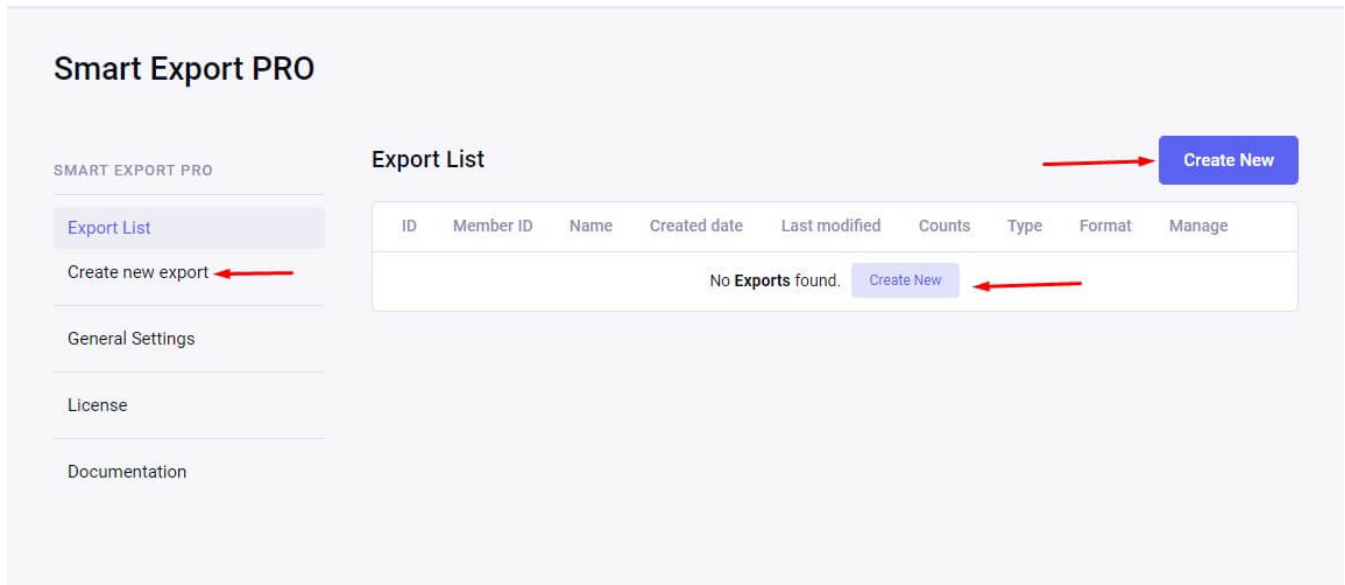 Smart Export PRO
SMART EXPORT PRO
Export List
Create new export
General Settings
License
Documentation
Export List
Create New
ID Member ID Name Created date Last modified Counts Type Format Manage
No Exports found. Create New